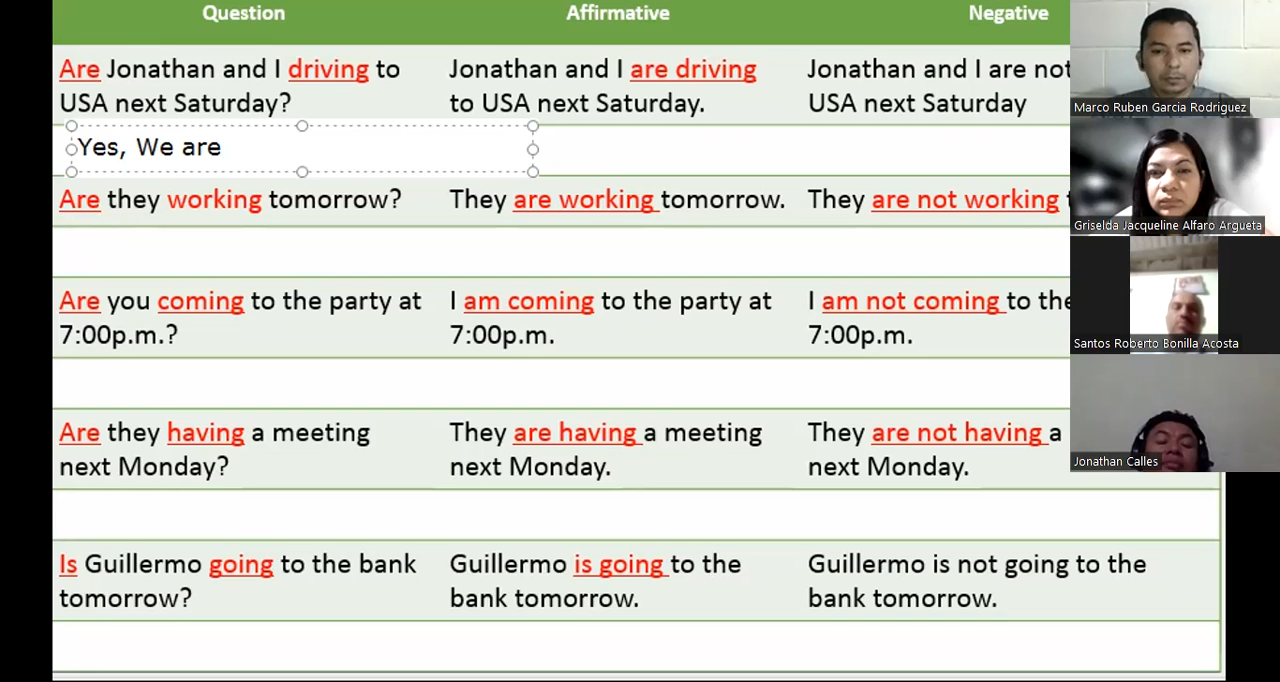 Question Affirmative Negative
Are Jonathan and I driving to
USA next Saturday?
Jonathan and I are driving
to USA next Saturday.
Jonathan and I are not
USA next Saturday
Yes, We are
Are they working tomorrow?
They are working tomorrow.
They are not working
Are you coming to the party at
7:00p.m.?
I am coming to the party at
7:00p.m.
I am not coming to the
7:00p.m.
Are they having a meeting
next Monday?
They are having a meeting
next Monday.
They are not having a
next Monday.
Is Guillermo going to the bank
tomorrow?
Guillermo is going to the
bank tomorrow.
Guillermo is not going to the
bank tomorrow.
Marco Ruben Garcia Rodriguez
Griselda Jacqueline Alfaro Argueta
Santos Roberto Bonilla Acosta
Jonathan Calles